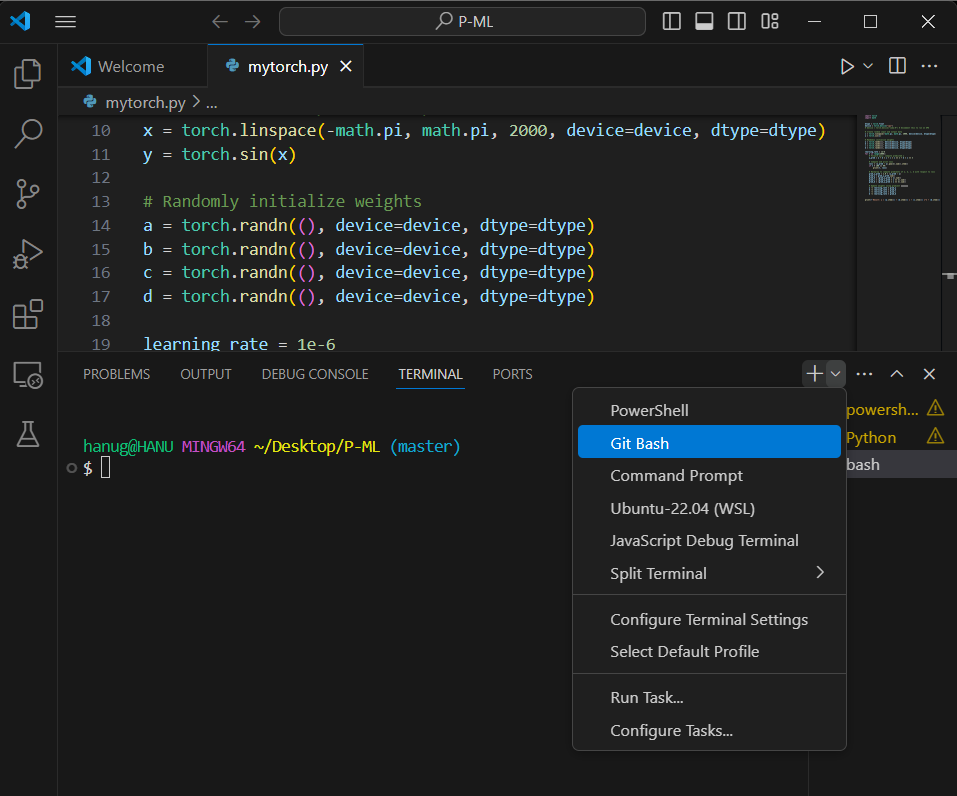 P-ML
Welcome
mytorch.py
mytorch.py > ...
10 x = torch.linspace(-math.pi, math.pi, 2000, device=device, dtype=dtype)
11 y = torch.sin(x)
12
13 # Randomly initialize weights
14 a = torch.randn((), device=device, dtype=dtype)
15 b = torch.randn((), device=device, dtype=dtype)
16 c = torch.randn((), device=device, dtype=dtype)
17 d = torch.randn((), device=device, dtype=dtype)
18
19 learning_rate = 1e-6
PROBLEMS OUTPUT DEBUG CONSOLE TERMINAL PORTS
hanug@HANU MINGW64 ~/Desktop/P-ML (master)
$
PowerShell
Git Bash
Command Prompt
Ubuntu-22.04 (WSL)
JavaScript Debug Terminal
Split Terminal
Configure Terminal Settings
Select Default Profile
Run Task...
Configure Tasks...
powersh...
Python
bash